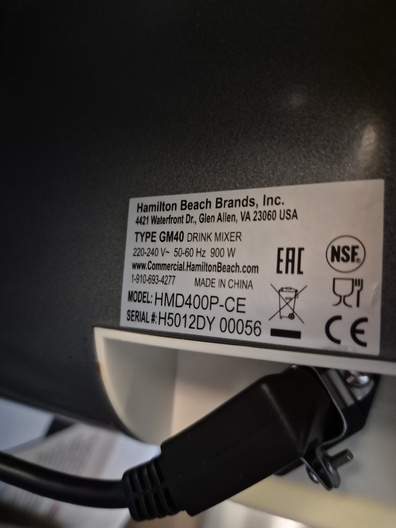 Hamilton Beach Brands, Inc.
4421 Waterfront Dr., Glen Allen, VA 23060 USA
TYPE GM40 DRINK MIXER
220-240 V~ 50-60 Hz 900 W
www.Commercial.HamiltonBeach.com
1-910-693-4277 MADE IN CHINA
MODEL: HMD400P-CE
SERIAL #: H5012DY 00056
EAC
NSF.
CE